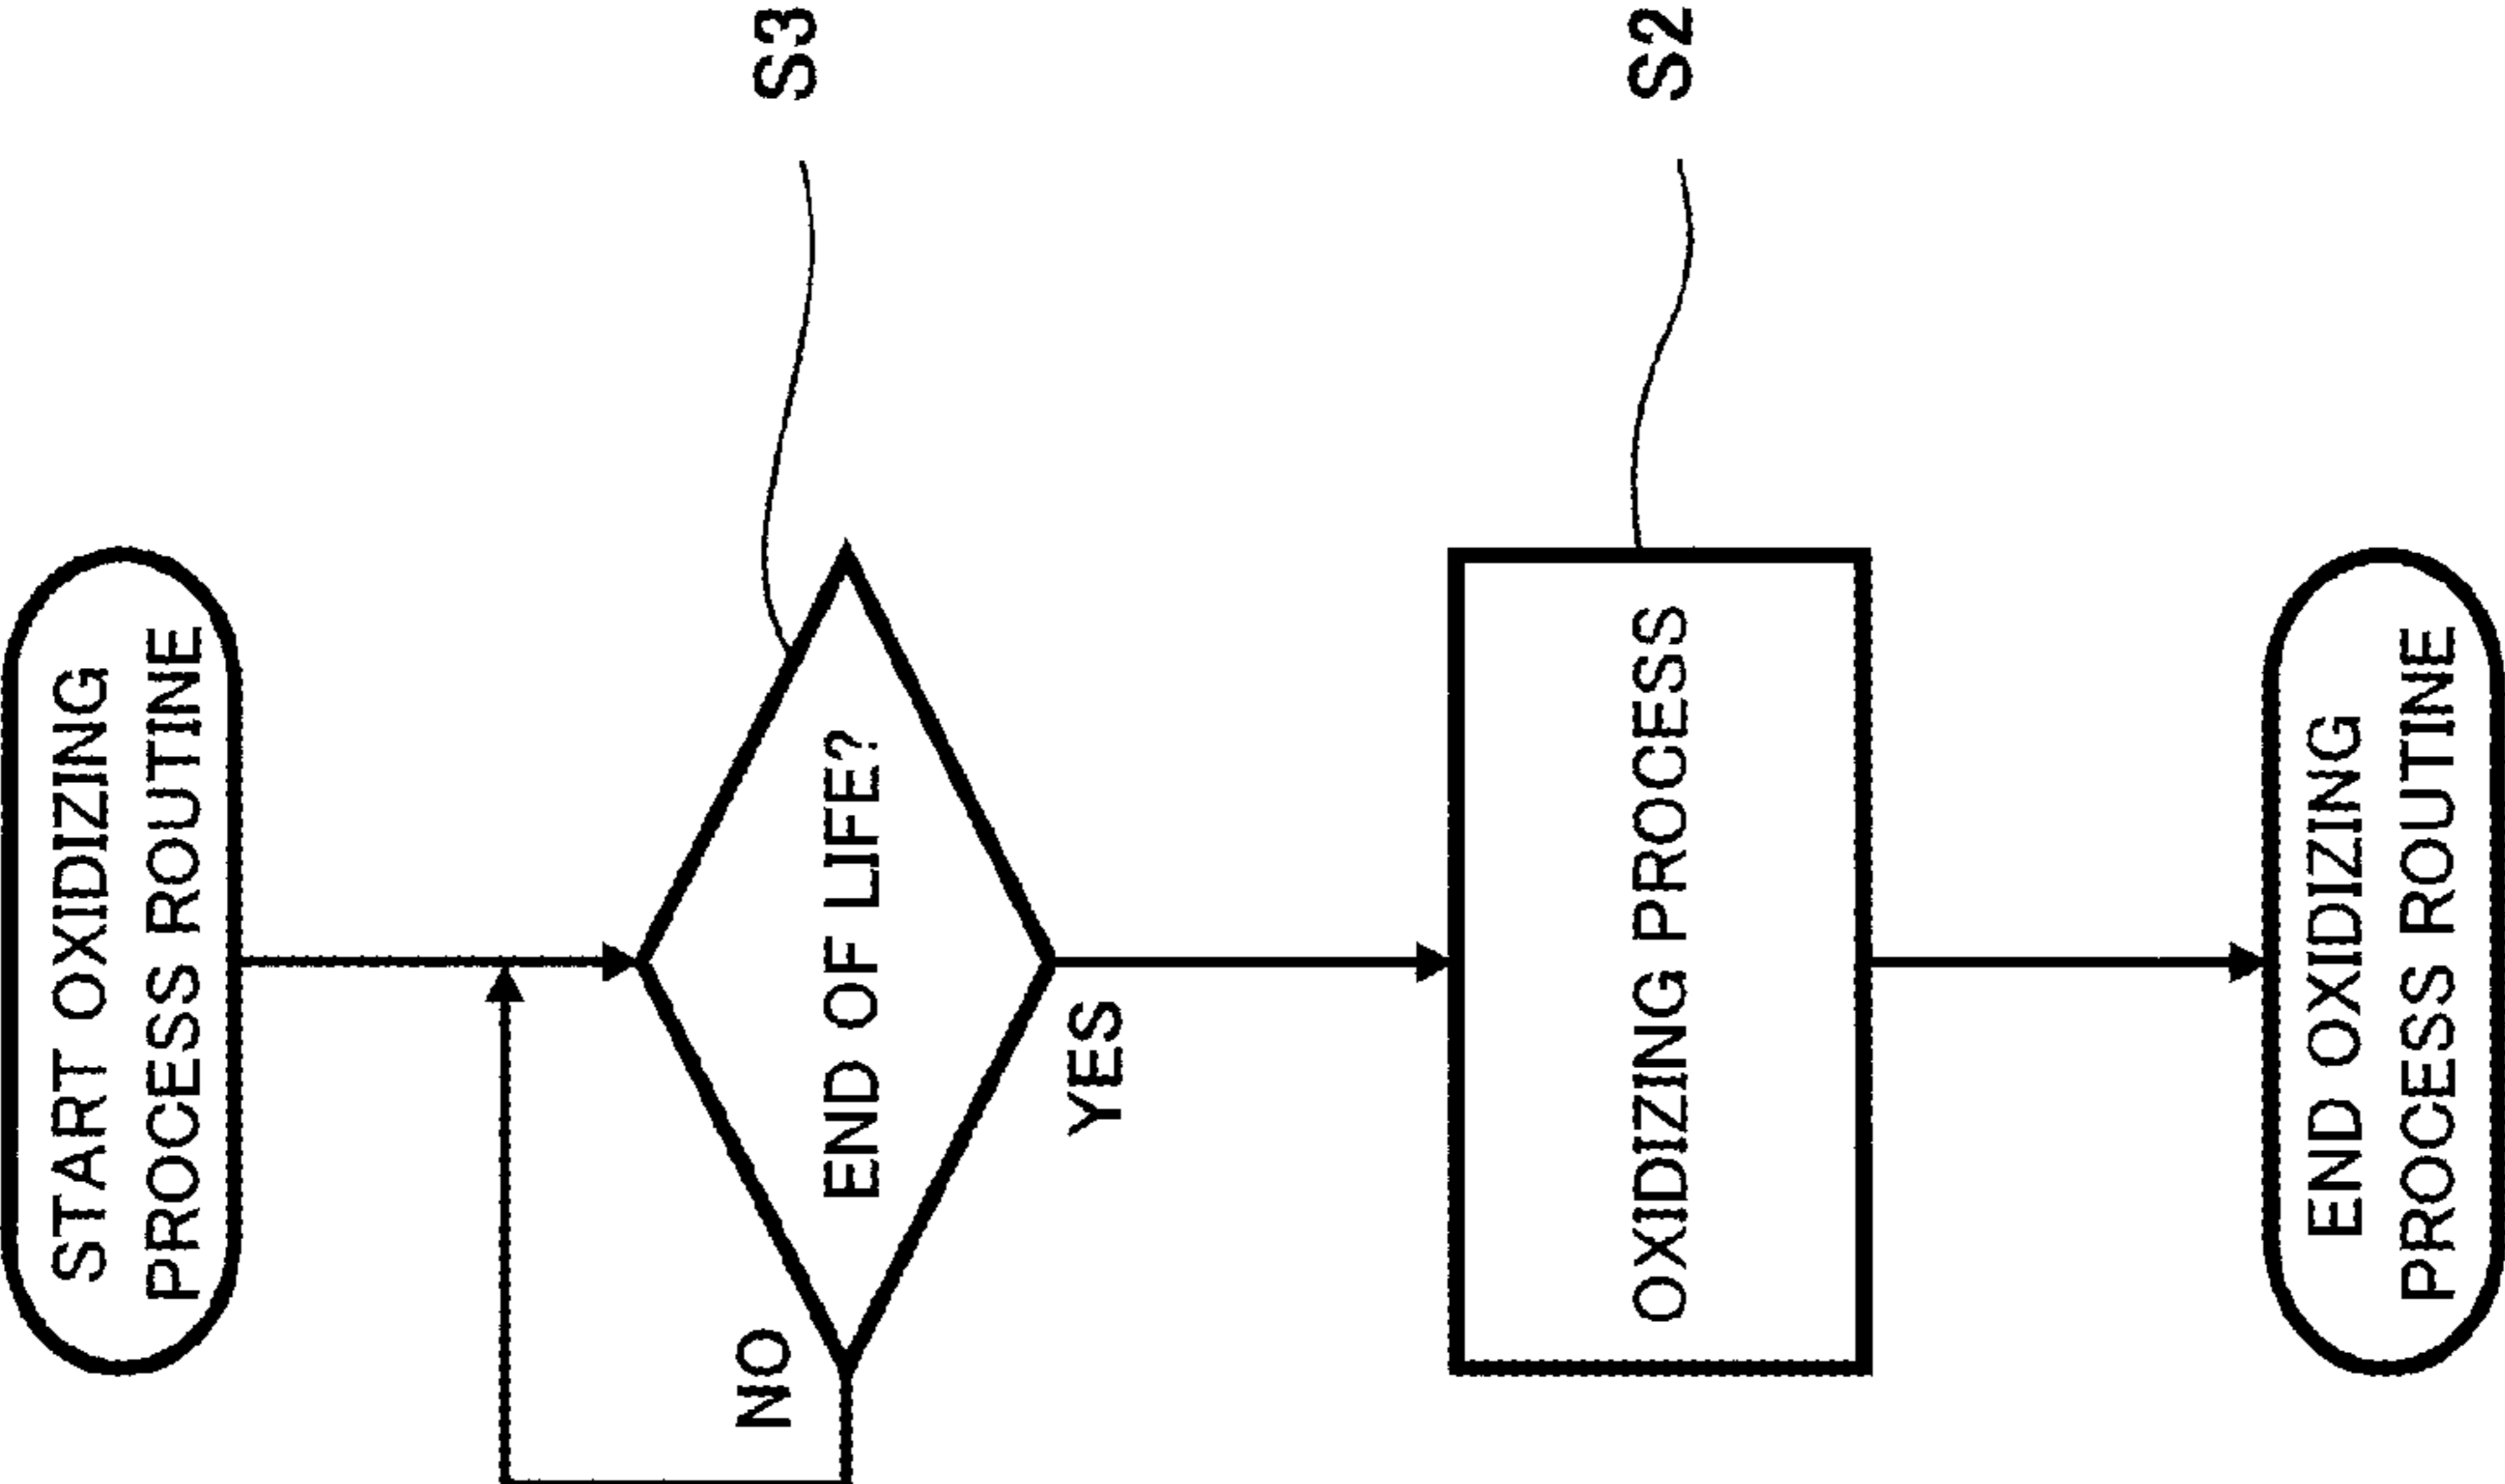 START OXIDIZING
PROCESS ROUTINE
S3
END OF LIFE?
NO
YES
S2
OXIDIZING PROCESS
END OXIDIZING
PROCESS ROUTINE